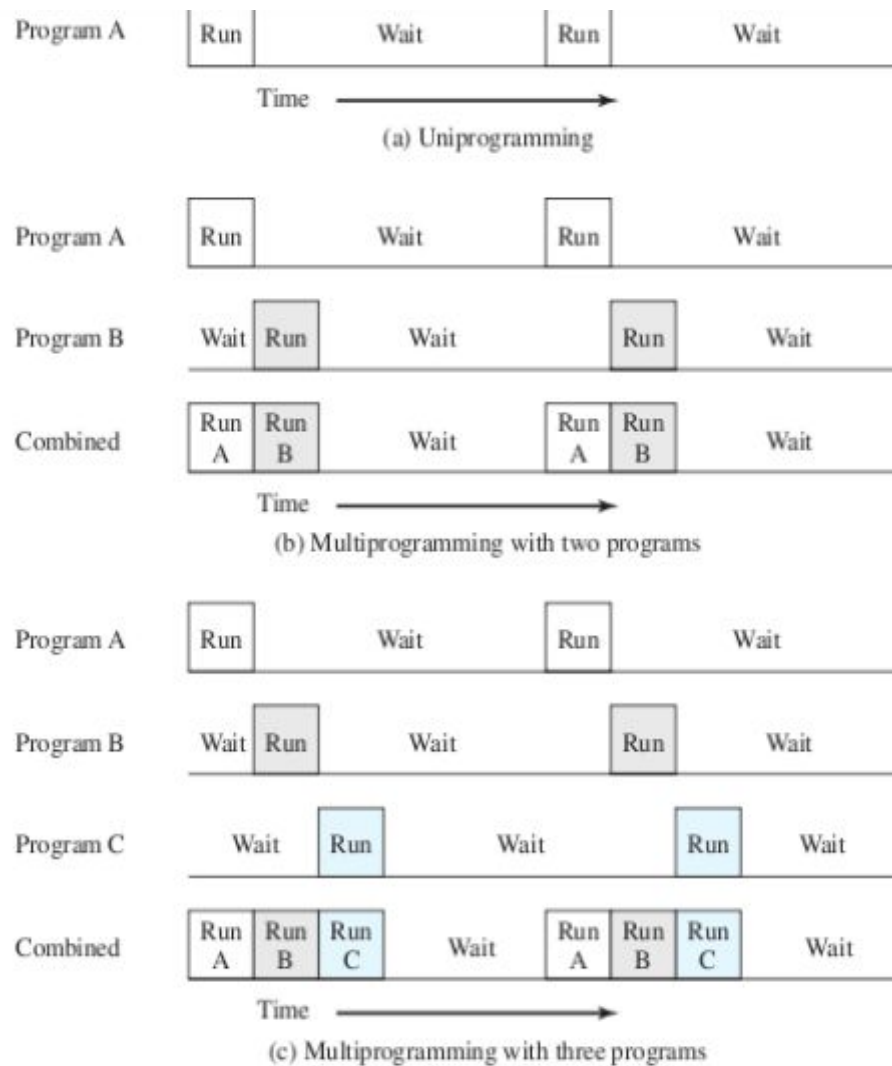 Program A Run Wait Run Wait
Time
(a) Uniprogramming
Program A Run Wait Run Wait
Program B Wait Run Wait Run Wait
Combined Run A Run B Wait Run A Run B Wait
Time
(b) Multiprogramming with two programs
Program A Run Wait Run Wait
Program B Wait Run Wait Run Wait
Program C Wait Run Wait Run Wait
Combined Run A Run B Run C Wait Run A Run B Run C Wait
Time
(c) Multiprogramming with three programs